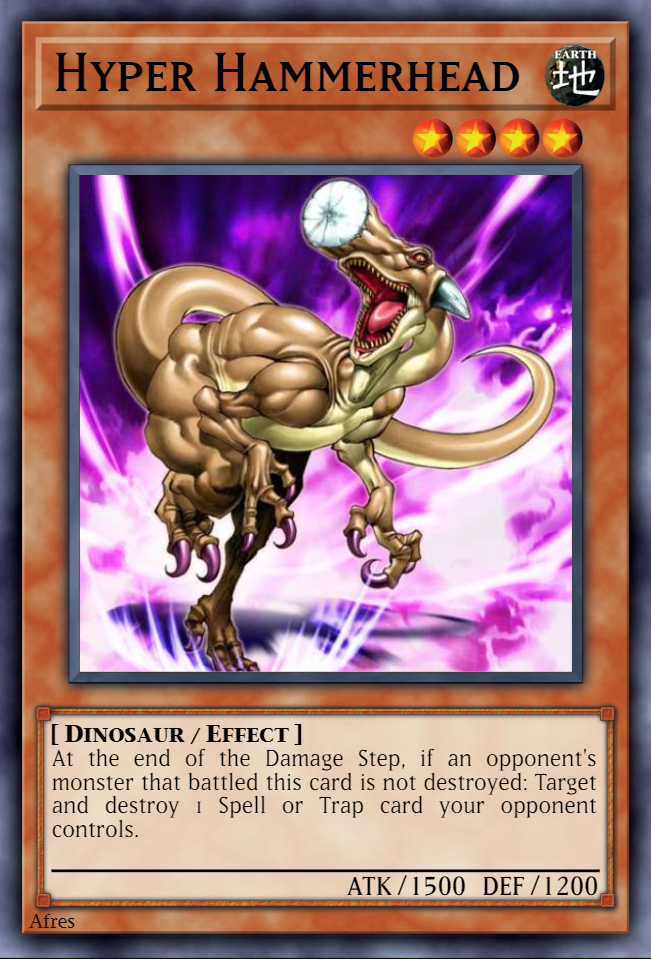 Hyper Hammerhead
EARTH
地
[ Dinosaur / Effect ]
At the end of the Damage Step, if an opponent's
monster that battled this card is not destroyed: Target
and destroy 1 Spell or Trap card your opponent
controls.
ATK / 1500 DEF / 1200
Afres